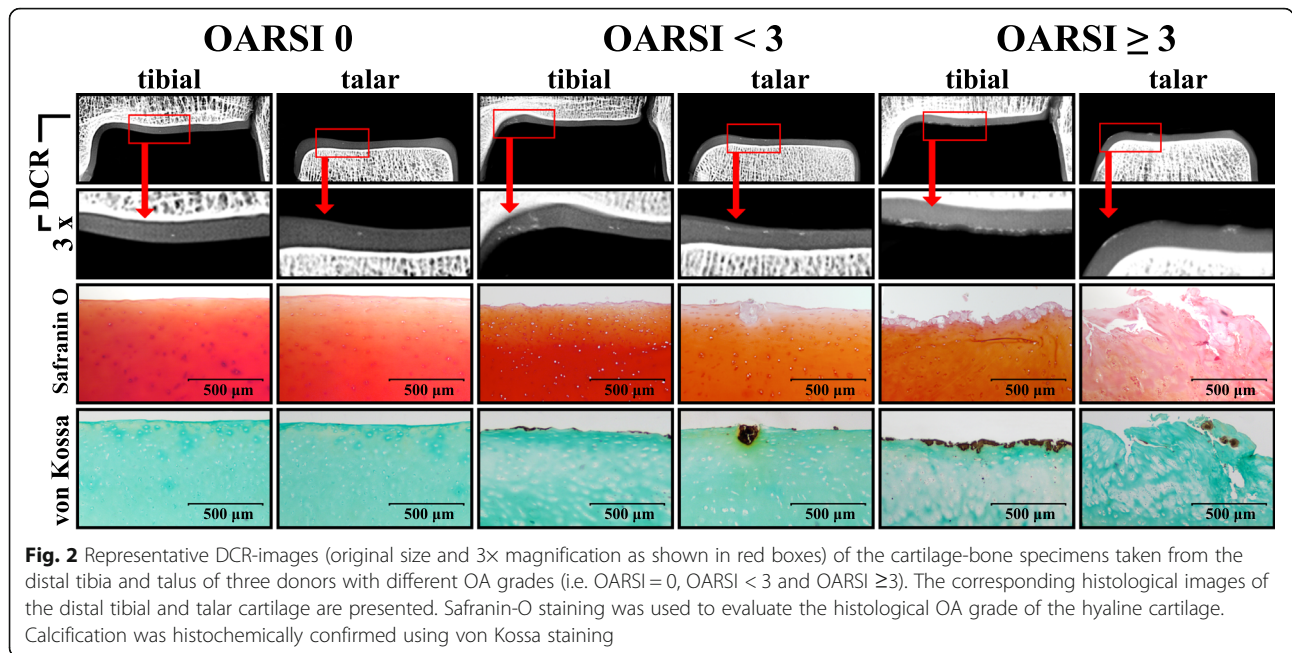 OARSI 0 OARSI < 3 OARSI ≥ 3
tibial talar tibial talar tibial talar
DCR
3 x
Safranin O
500 µm 500 µm 500 µm 500 µm 500 µm 500 µm
von Kossa
500 µm 500 µm 500 µm 500 µm 500 µm 500 µm
Fig. 2 Representative DCR-images (original size and 3× magnification as shown in red boxes) of the cartilage-bone specimens taken from the
distal tibia and talus of three donors with different OA grades (i.e. OARSI = 0, OARSI < 3 and OARSI ≥3). The corresponding histological images of
the distal tibial and talar cartilage are presented. Safranin-O staining was used to evaluate the histological OA grade of the hyaline cartilage.
Calcification was histochemically confirmed using von Kossa staining